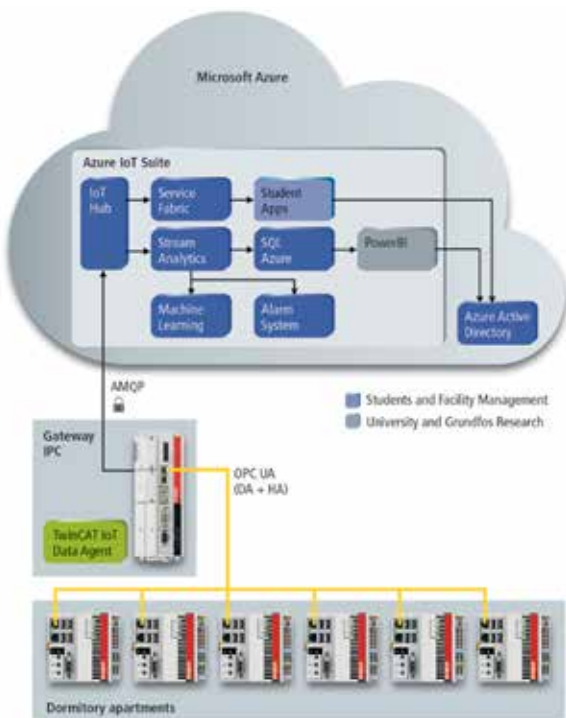 Microsoft Azure
Azure IoT Suite
IoT
Hub
Service
Fabric
Student
Apps
Stream
Analytics
SQL
Azure
PowerBI
Machine
Learning
Alarm
System
Azure Active
Directory
AMQP
Students and Facility Management
University and Grundfos Research
Gateway
IPC
OPC UA
(DA + HA)
TwinCAT IoT
Data Agent
Dormitory apartments